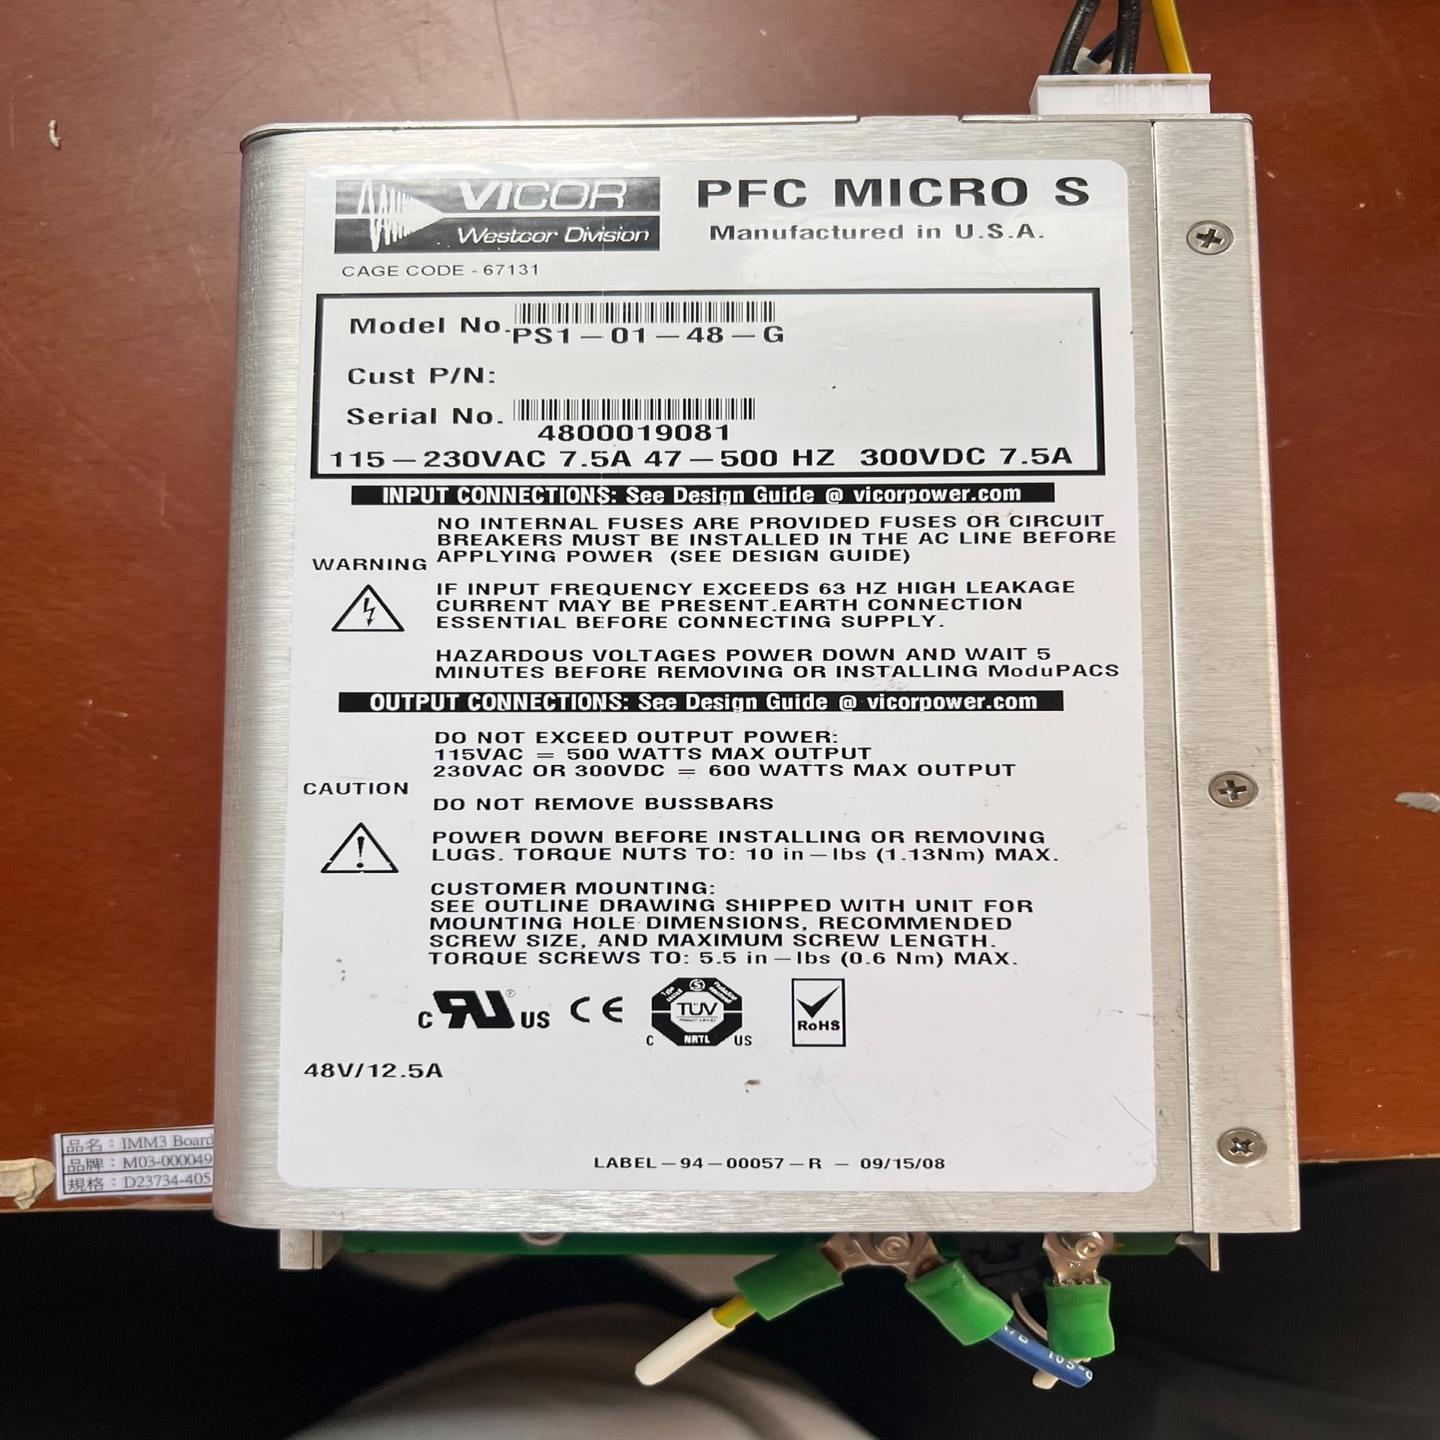 VICOR
Westcor Division
PFC MICRO S
Manufactured in U.S.A.
CAGE CODE - 67131
Model No. PS1-01-48-G
Cust P/N:
Serial No. 4800019081
115-230VAC 7.5A 47-500 HZ 300VDC 7.5A
INPUT CONNECTIONS: See Design Guide @ vicorpower.com
WARNING
NO INTERNAL FUSES ARE PROVIDED FUSES OR CIRCUIT
BREAKERS MUST BE INSTALLED IN THE AC LINE BEFORE
APPLYING POWER (SEE DESIGN GUIDE)
IF INPUT FREQUENCY EXCEEDS 63 HZ HIGH LEAKAGE
CURRENT MAY BE PRESENT.EARTH CONNECTION
ESSENTIAL BEFORE CONNECTING SUPPLY.
HAZARDOUS VOLTAGES POWER DOWN AND WAIT 5
MINUTES BEFORE REMOVING OR INSTALLING ModuPACS
OUTPUT CONNECTIONS: See Design Guide @ vicorpower.com
CAUTION
DO NOT EXCEED OUTPUT POWER:
115VAC = 500 WATTS MAX OUTPUT
230VAC OR 300VDC = 600 WATTS MAX OUTPUT
DO NOT REMOVE BUSSBARS
POWER DOWN BEFORE INSTALLING OR REMOVING
LUGS. TORQUE NUTS TO: 10 in-lbs (1.13Nm) MAX.
CUSTOMER MOUNTING:
SEE OUTLINE DRAWING SHIPPED WITH UNIT FOR
MOUNTING HOLE DIMENSIONS, RECOMMENDED
SCREW SIZE, AND MAXIMUM SCREW LENGTH.
TORQUE SCREWS TO: 5.5 in-lbs (0.6 Nm) MAX.
C RU US ®
CE
TÜV
C NRTL US
RoHS
48V/12.5A
LABEL-94-00057-R - 09/15/08
品名：IMM3 Board
品牌：M03-000049
規格：D23734-405